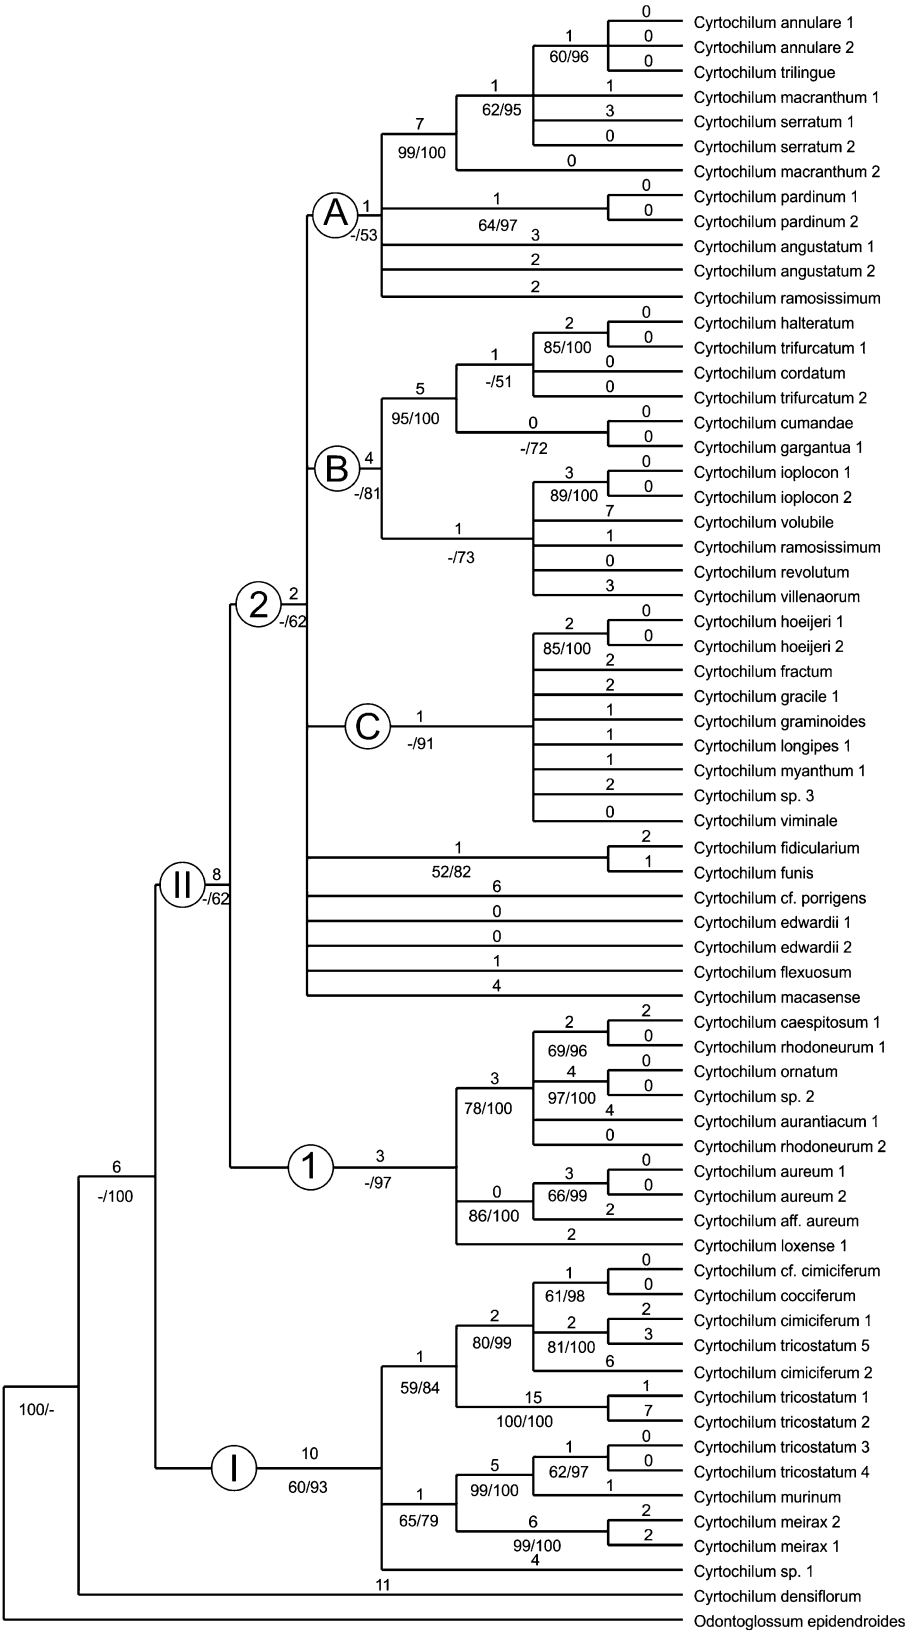 0
Cyrtochilum annulare 1
1
0
Cyrtochilum annulare 2
60/96
0
Cyrtochilum trilingue
1
1
Cyrtochilum macranthum 1
62/95
3
Cyrtochilum serratum 1
7
0
Cyrtochilum serratum 2
99/100
0
Cyrtochilum macranthum 2
0
Cyrtochilum pardinum 1
A
1
1
0
Cyrtochilum pardinum 2
-/53
64/97
3
Cyrtochilum angustatum 1
2
Cyrtochilum angustatum 2
2
Cyrtochilum ramosissimum
0
Cyrtochilum halteratum
2
0
Cyrtochilum trifurcatum 1
85/100
1
0
Cyrtochilum cordatum
-/51
0
Cyrtochilum trifurcatum 2
5
95/100
0
Cyrtochilum cumandae
0
0
Cyrtochilum gargantua 1
-/72
B
4
-/81
0
Cyrtochilum ioplocon 1
3
0
Cyrtochilum ioplocon 2
89/100
7
Cyrtochilum volubile
1
1
Cyrtochilum ramosissimum
-/73
0
Cyrtochilum revolutum
3
Cyrtochilum villenaorum
2
2
-/62
0
Cyrtochilum hoeijeri 1
2
0
Cyrtochilum hoeijeri 2
85/100
2
Cyrtochilum fractum
2
Cyrtochilum gracile 1
C
1
-/91
1
Cyrtochilum graminoides
1
Cyrtochilum longipes 1
1
Cyrtochilum myanthum 1
2
Cyrtochilum sp. 3
0
Cyrtochilum viminale
2
Cyrtochilum fidicularium
1
1
Cyrtochilum funis
52/82
II
8
-/62
6
Cyrtochilum cf. porrigens
0
Cyrtochilum edwardii 1
0
Cyrtochilum edwardii 2
1
Cyrtochilum flexuosum
4
Cyrtochilum macasense
2
Cyrtochilum caespitosum 1
2
0
Cyrtochilum rhodoneurum 1
69/96
0
Cyrtochilum ornatum
3
4
0
Cyrtochilum sp. 2
78/100
97/100
4
Cyrtochilum aurantiacum 1
0
Cyrtochilum rhodoneurum 2
1
3
-/97
0
Cyrtochilum aureum 1
3
0
Cyrtochilum aureum 2
66/99
0
86/100
2
Cyrtochilum aff. aureum
2
Cyrtochilum loxense 1
6
-/100
0
Cyrtochilum cf. cimiciferum
1
0
Cyrtochilum cocciferum
61/98
2
80/99
2
Cyrtochilum cimiciferum 1
2
3
Cyrtochilum tricostatum 5
81/100
1
59/84
6
Cyrtochilum cimiciferum 2
1
Cyrtochilum tricostatum 1
15
7
Cyrtochilum tricostatum 2
100/100
100/-
I
10
60/93
0
Cyrtochilum tricostatum 3
1
0
Cyrtochilum tricostatum 4
62/97
5
99/100
1
Cyrtochilum murinum
1
65/79
2
Cyrtochilum meirax 2
6
2
Cyrtochilum meirax 1
99/100
4
Cyrtochilum sp. 1
11
Cyrtochilum densiflorum
Odontoglossum epidendroides